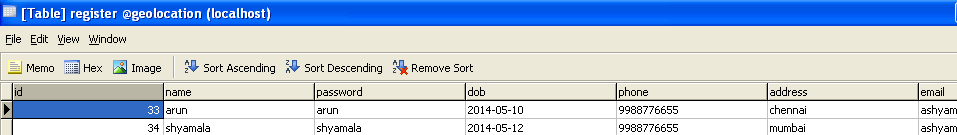 [Table] register @geolocation (localhost)
File Edit View Window
Memo Hex Image Sort Ascending Sort Descending Remove Sort
id name password dob phone address email
33 arun arun 2014-05-10 9988776655 chennai ashyam
34 shyamala shyamala 2014-05-12 9988776655 mumbai ashyam